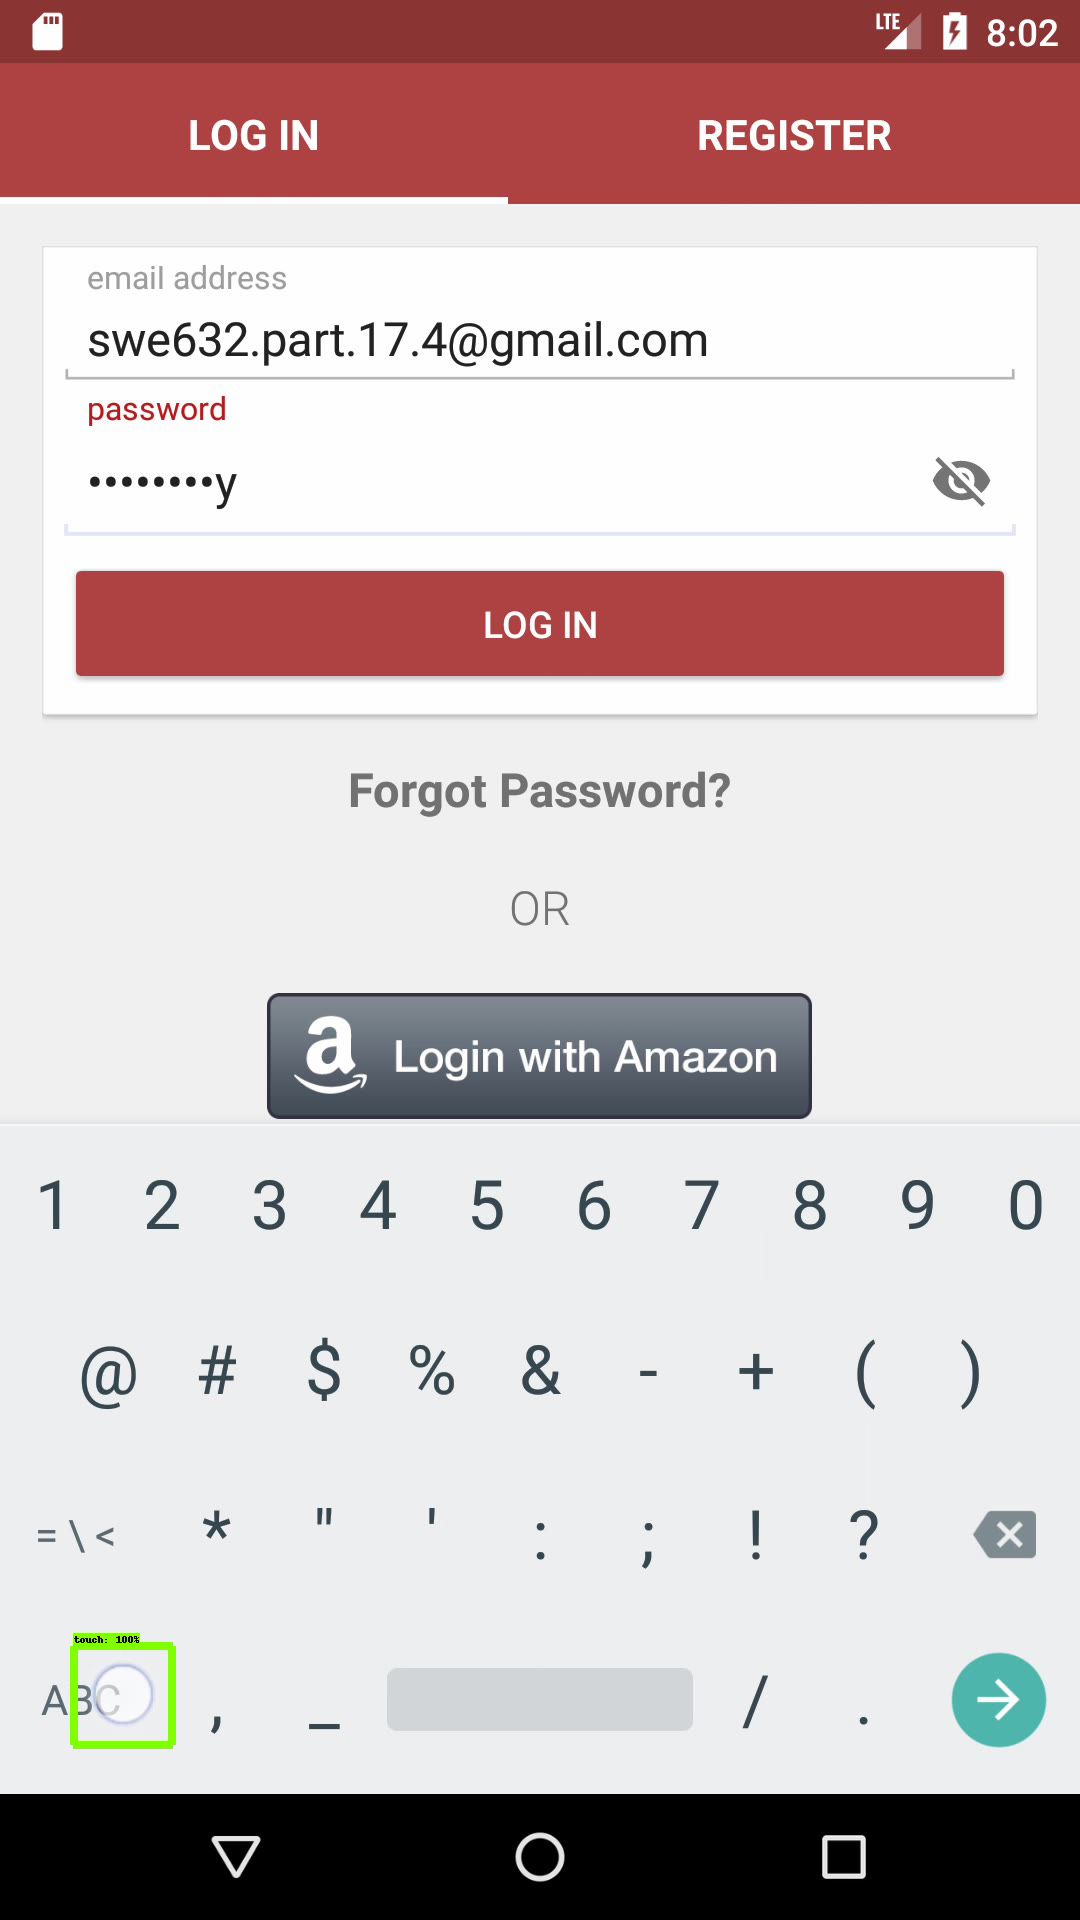 LTE 8:02
LOG IN REGISTER
email address
swe632.part.17.4@gmail.com
password
••••••••y
LOG IN
Forgot Password?
OR
a Login with Amazon
1 2 3 4 5 6 7 8 9 0
@ # $ % & - + ( )
= \ < * " ' : ; ! ?
touch: 100%
ABC , _ / .